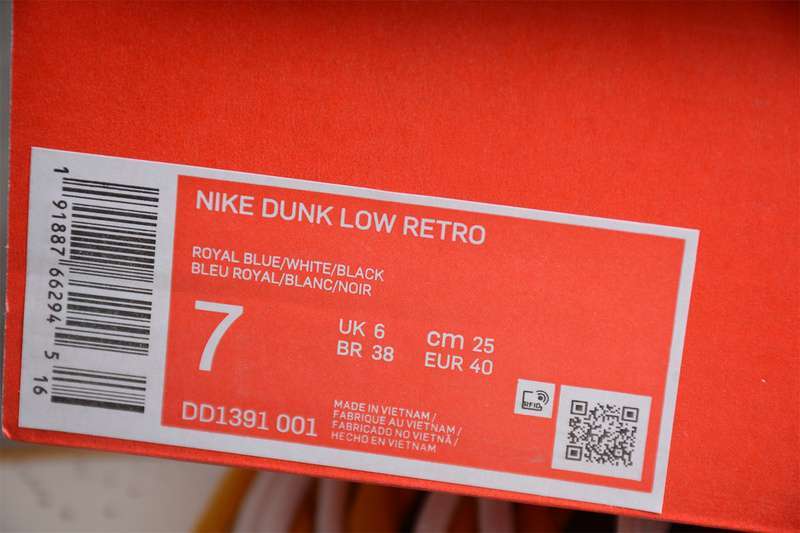 1 91887 66294 5 16
NIKE DUNK LOW RETRO
ROYAL BLUE/WHITE/BLACK
BLEU ROYAL/BLANC/NOIR
7
UK 6
BR 38
cm 25
EUR 40
DD1391 001
MADE IN VIETNAM /
FABRIQUE AU VIETNAM /
FABRICADO NO VIETNÃ /
HECHO EN VIETNAM
RFID